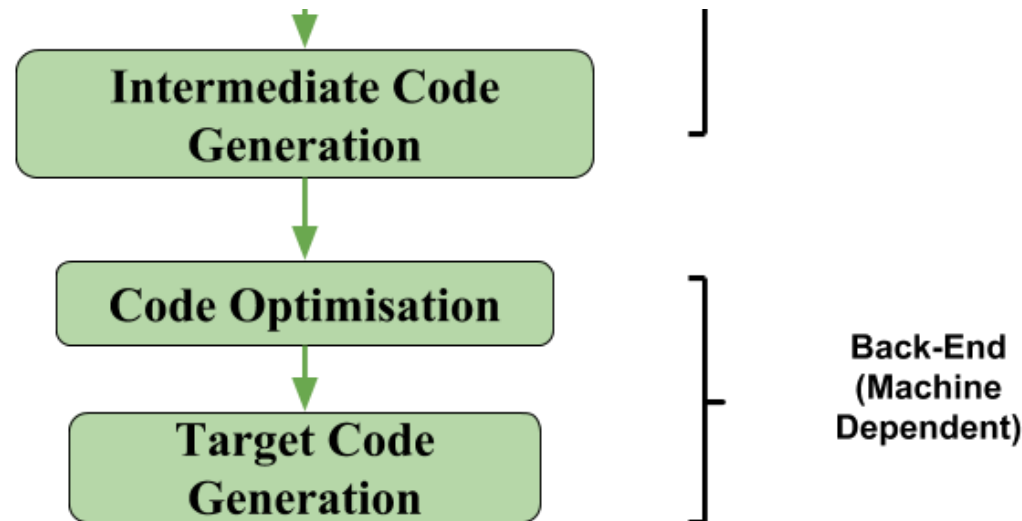 Intermediate Code
Generation
Code Optimisation
Back-End
(Machine
Dependent)
Target Code
Generation